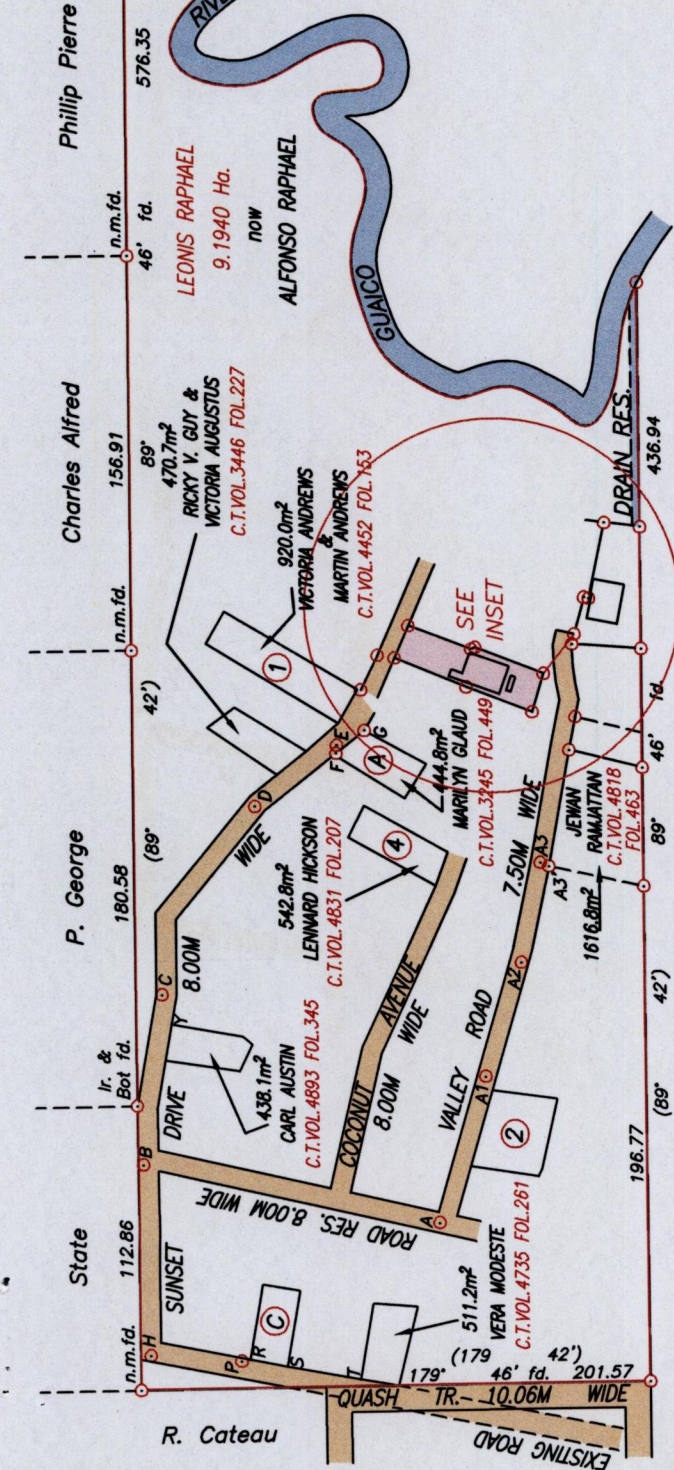 State
P. George
Charles Alfred
Phillip Pierre
n.m.fd.
112.86
Ir. &
Bot fd.
180.58
(89°
42')
n.m.fd.
156.91
89°
46' fd.
n.m.fd.
576.35
H
B
C
D
E
F
G
SUNSET
DRIVE
8.00M
WIDE
Y
438.1m²
CARL AUSTIN
C.T.VOL.4893 FOL.345
470.7m²
RICKY V. GUY &
VICTORIA AUGUSTUS
C.T.VOL.3446 FOL.227
1
920.0m²
VICTORIA ANDREWS
&
MARTIN ANDREWS
C.T.VOL.4452 FOL.153
LEONIS RAPHAEL
9.1940 Ha.
now
ALFONSO RAPHAEL
GUAICO
542.8m²
LENNARD HICKSON
C.T.VOL.4831 FOL.207
4
A
MARILYN GLAUD
C.T.VOL.3245 FOL.449
SEE
INSET
COCONUT AVENUE
8.00M WIDE
ROAD RES. 8.00M WIDE
P
R
S
T
C
A
VALLEY ROAD
7.50M WIDE
A1
A2
A3
A3
2
511.2m²
VERA MODESTE
C.T.VOL.4735 FOL.261
1616.8m²
JEWAN
RAMJATTAN
C.T.VOL.4818
FOL.463
DRAIN RES.
(179 42')
179° 46' fd. 201.57
QUASH TR. 10.06M WIDE
EXISTING ROAD
R. Cateau
196.77
(89° 42')
89° 46' fd.
436.94